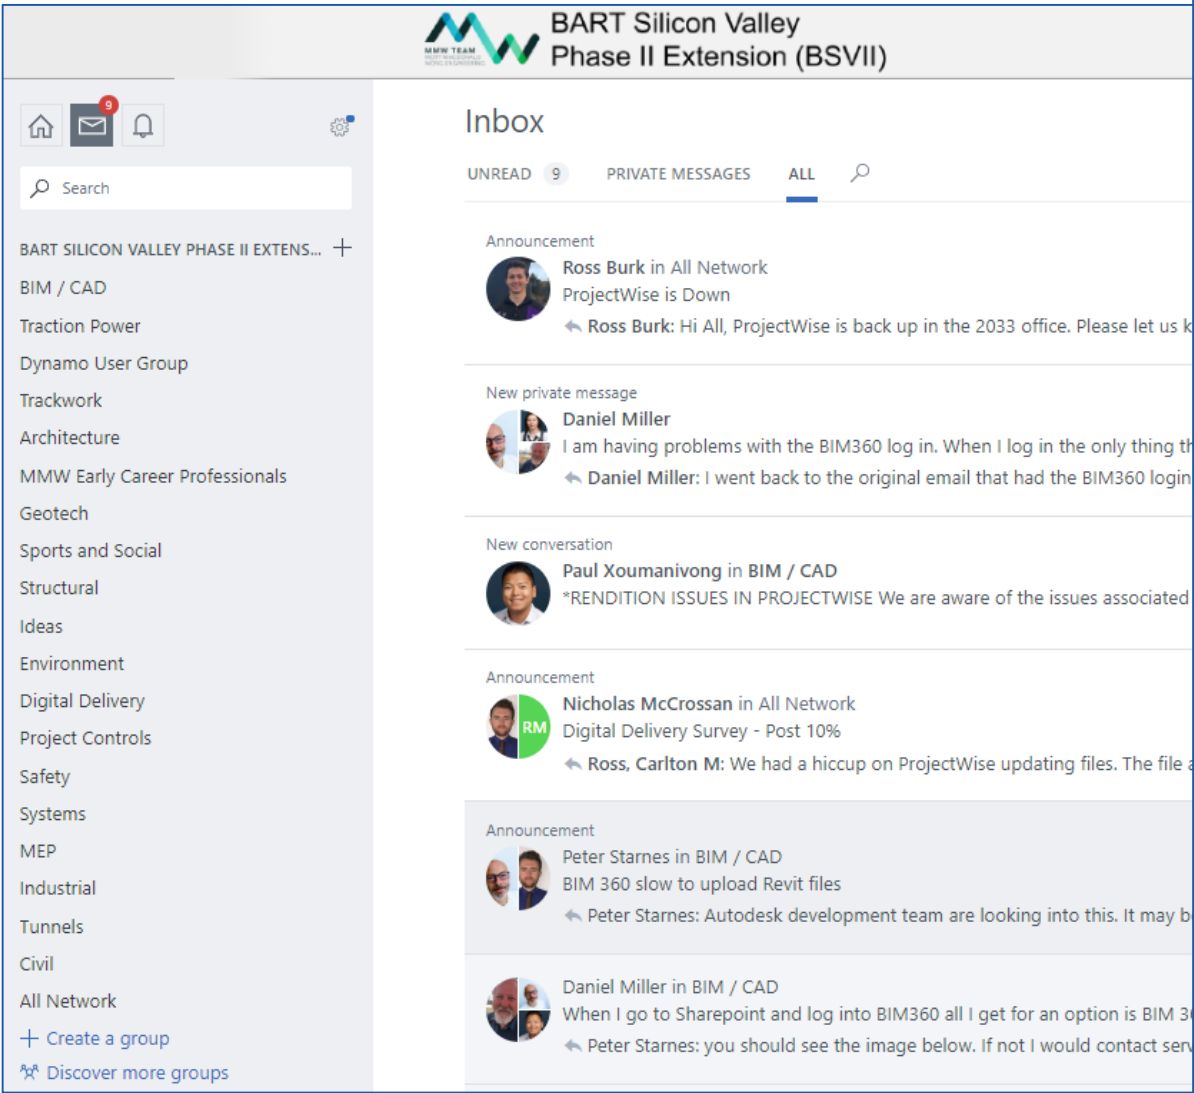 BART Silicon Valley
Phase II Extension (BSVII)
MMW TEAM
MOTT MACDONALD
9
Search
BART SILICON VALLEY PHASE II EXTENS...
BIM / CAD
Traction Power
Dynamo User Group
Trackwork
Architecture
MMW Early Career Professionals
Geotech
Sports and Social
Structural
Ideas
Environment
Digital Delivery
Project Controls
Safety
Systems
MEP
Industrial
Tunnels
Civil
All Network
Create a group
Discover more groups
Inbox
UNREAD 9 PRIVATE MESSAGES ALL
Announcement
Ross Burk in All Network
ProjectWise is Down
Ross Burk: Hi All, ProjectWise is back up in the 2033 office. Please let us k
New private message
Daniel Miller
I am having problems with the BIM360 log in. When I log in the only thing th
Daniel Miller: I went back to the original email that had the BIM360 login
New conversation
Paul Xoumanivong in BIM / CAD
*RENDITION ISSUES IN PROJECTWISE We are aware of the issues associated
Announcement
RM
Nicholas McCrossan in All Network
Digital Delivery Survey - Post 10%
Ross, Carlton M: We had a hiccup on ProjectWise updating files. The file a
Announcement
Peter Starnes in BIM / CAD
BIM 360 slow to upload Revit files
Peter Starnes: Autodesk development team are looking into this. It may b
Daniel Miller in BIM / CAD
When I go to Sharepoint and log into BIM360 all I get for an option is BIM 3
Peter Starnes: you should see the image below. If not I would contact serv